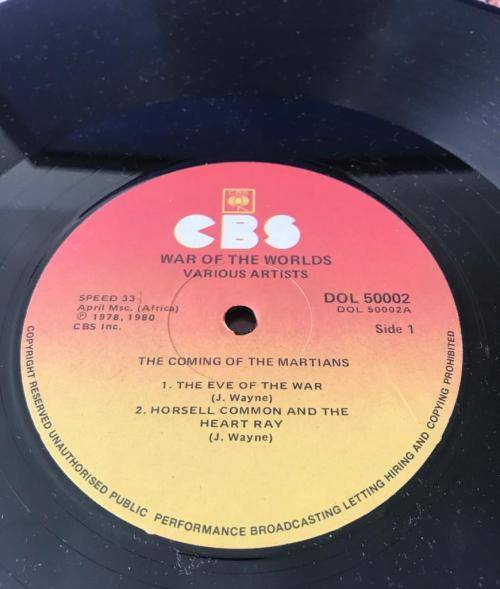 CBS
WAR OF THE WORLDS
VARIOUS ARTISTS
SPEED 33
April Msc. (Africa)
℗ 1978, 1980
CBS Inc.
DOL 50002
DOL 50002A
Side 1
THE COMING OF THE MARTIANS
1. THE EVE OF THE WAR
(J. Wayne)
2. HORSELL COMMON AND THE
HEART RAY
(J. Wayne)
COPYRIGHT RESERVED UNAUTHORISED PUBLIC PERFORMANCE BROADCASTING LETTING HIRING AND COPYING PROHIBITED